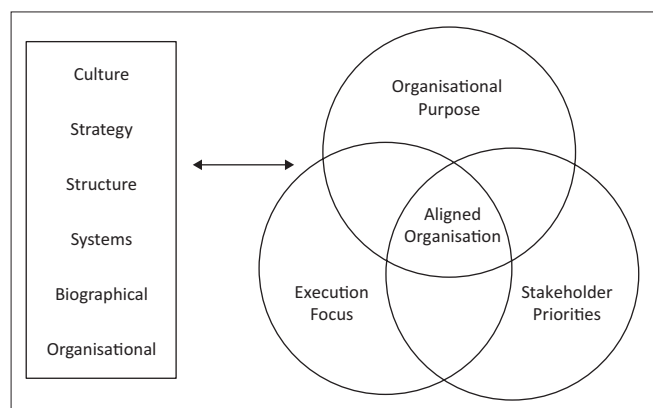 Culture
Strategy
Structure
Systems
Biographical
Organisational
Organisational
Purpose
Aligned
Organisation
Execution
Focus
Stakeholder
Priorities